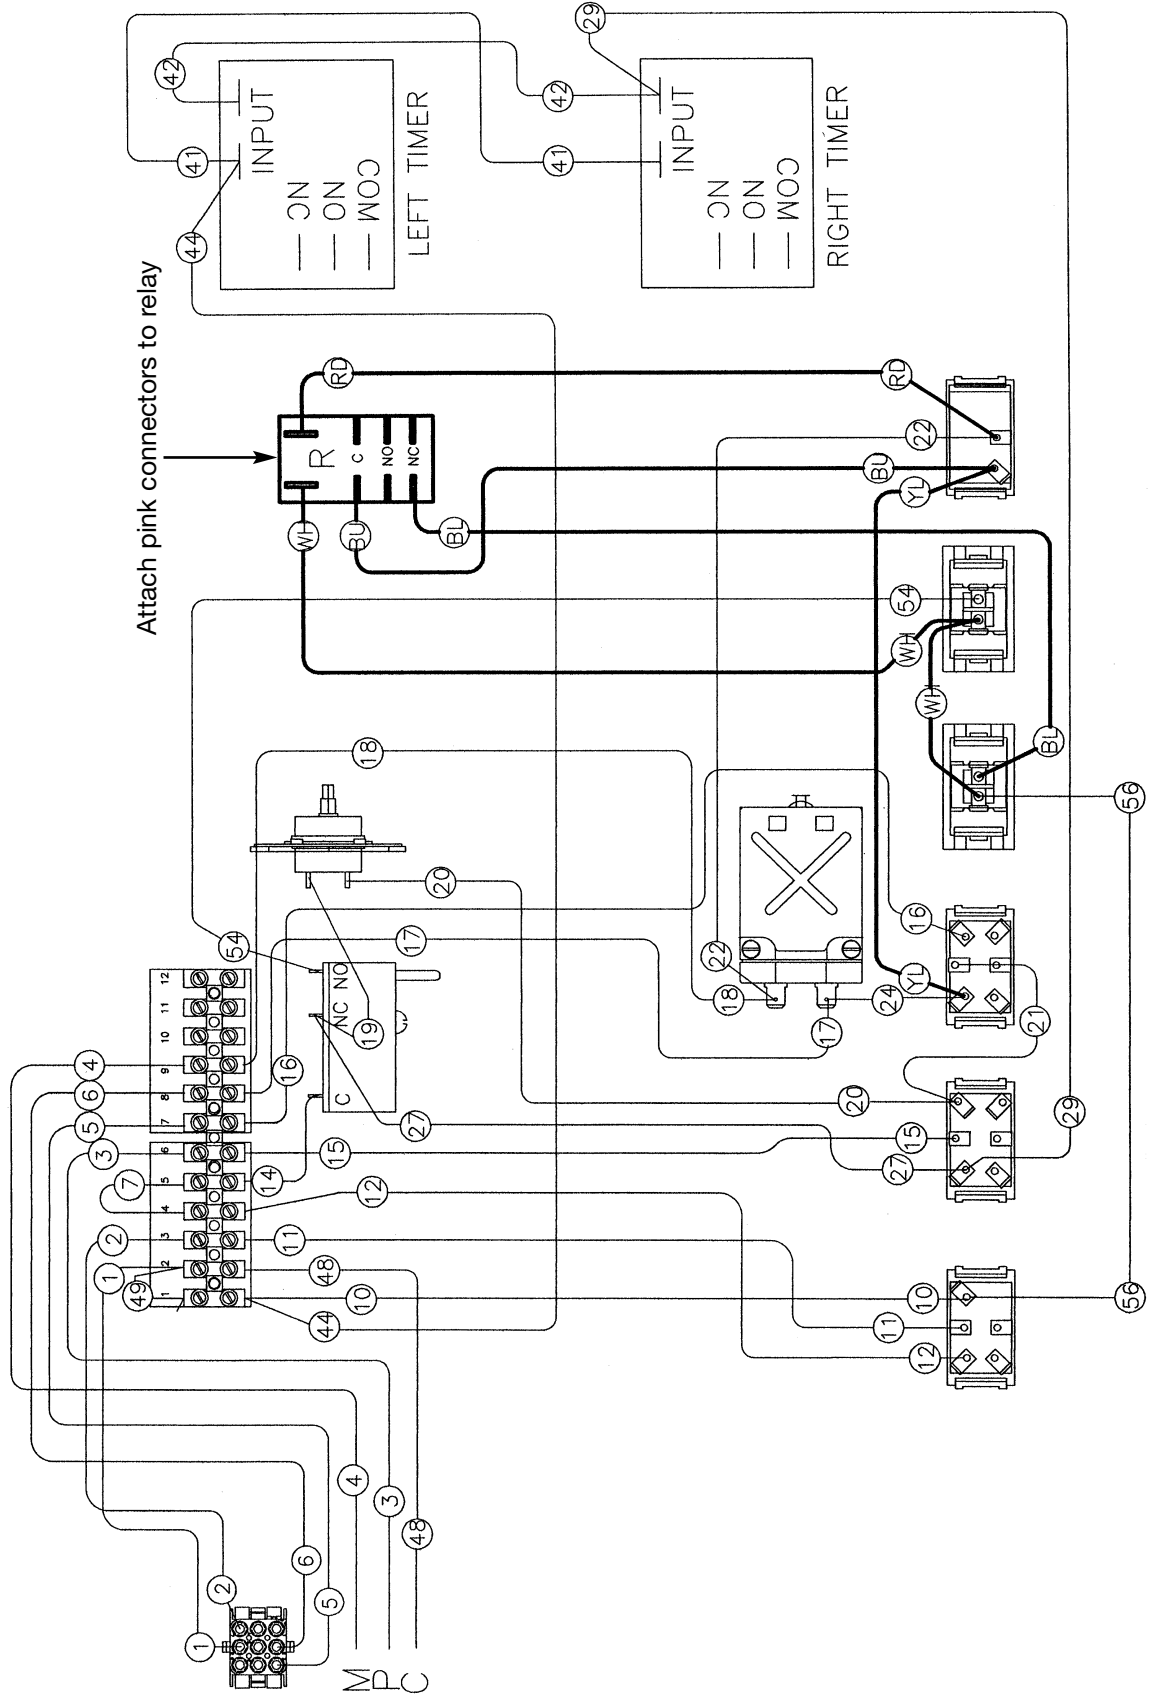 29
42
42
INPUT
41
INPUT
41
NC
NO
COM
LEFT TIMER
NC
NO
COM
RIGHT TIMER
44
Attach pink connectors to relay
RD
RD
R
C
NO
NC
22
BU
YL
WH
BU
BL
54
WH
WH
BL
18
56
20
16
54
17
22
YL
18
24
NO
NC
C
19
17
21
12
11
10
9
8
7
6
5
4
3
2
1
4
6
5
3
7
2
1
49
16
27
20
15
27
29
15
14
12
11
48
10
44
10
11
12
56
4
3
48
2
6
5
1
M
P
C